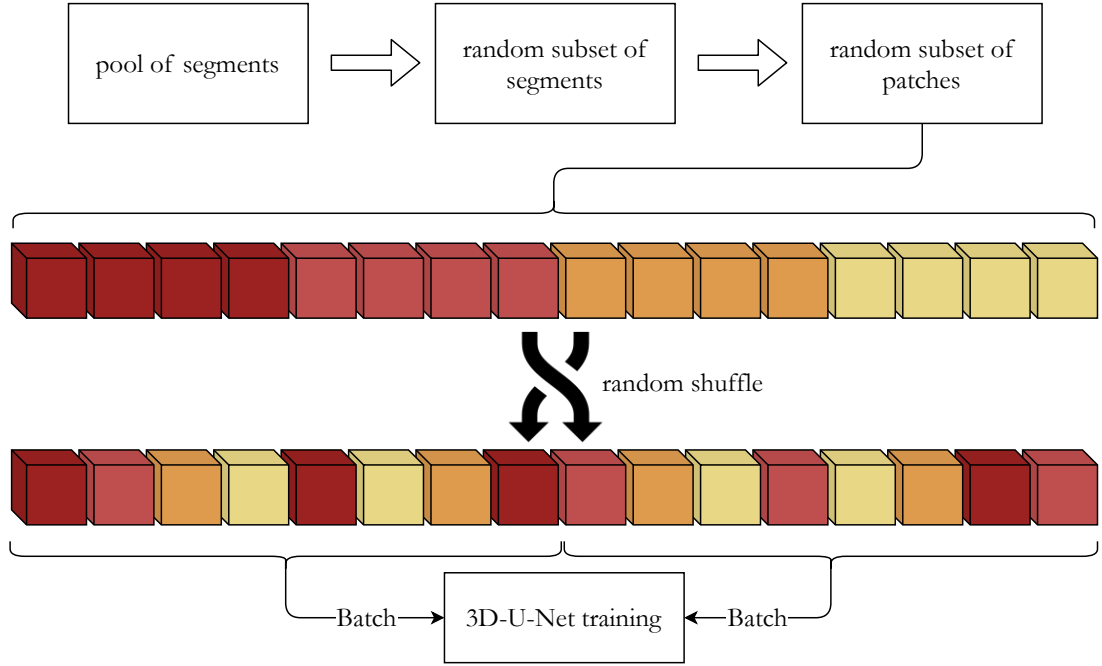 pool of segments
random subset of
segments
random subset of
patches
random shuffle
Batch
3D-U-Net training
Batch